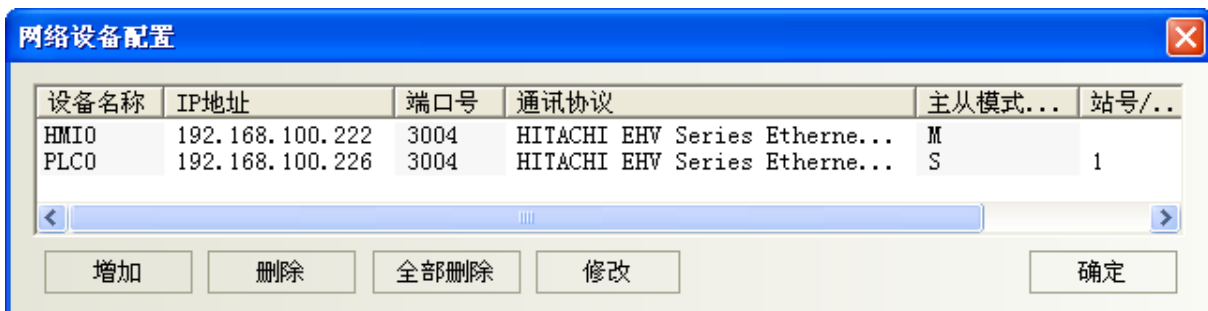 网络设备配置
设备名称 IP地址 端口号 通讯协议 主从模式... 站号/..
HMI0 192.168.100.222 3004 HITACHI EHV Series Etherne... M
PLC0 192.168.100.226 3004 HITACHI EHV Series Etherne... S 1
增加 删除 全部删除 修改 确定